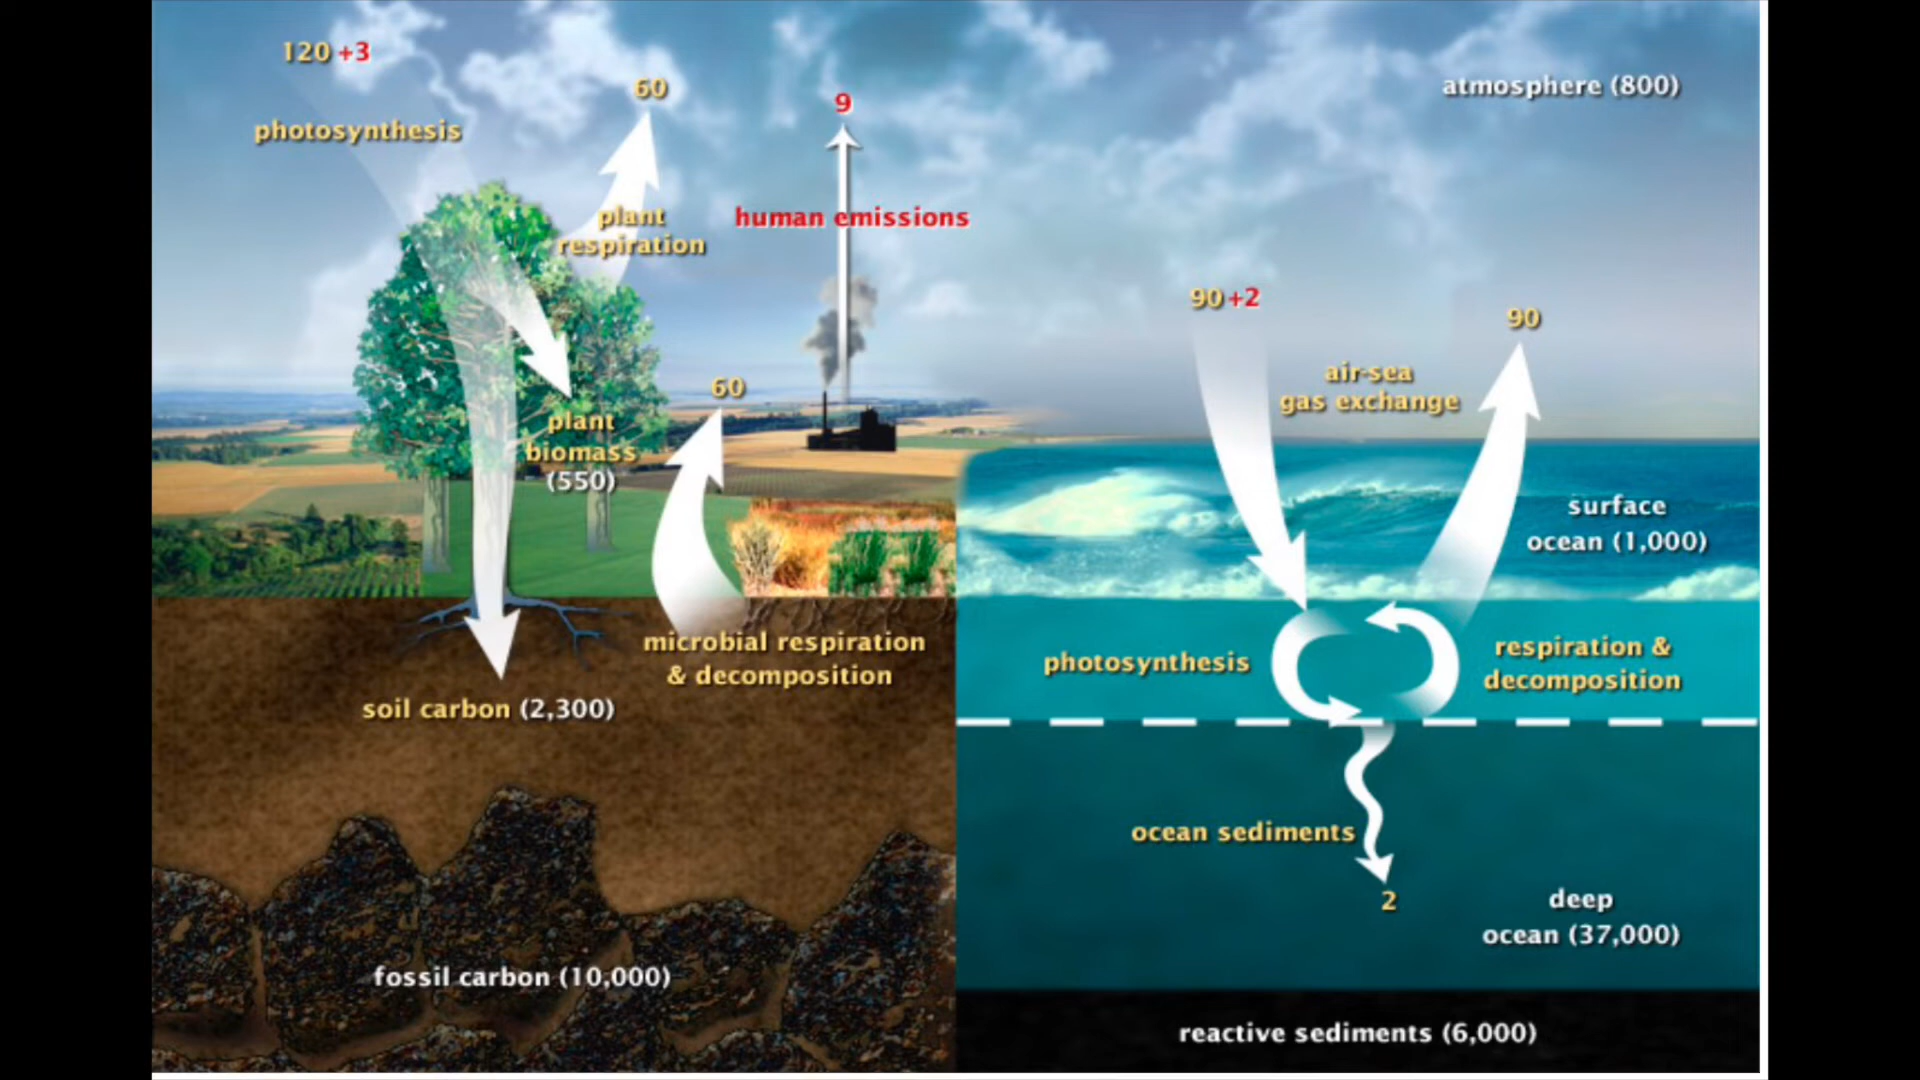 120 +3
60
9
atmosphere (800)
photosynthesis
plant
respiration
human emissions
90 +2
90
air-sea
gas exchange
60
plant
biomass
(550)
surface
ocean (1,000)
microbial respiration
& decomposition
photosynthesis
respiration &
decomposition
soil carbon (2,300)
ocean sediments
2
deep
ocean (37,000)
fossil carbon (10,000)
reactive sediments (6,000)